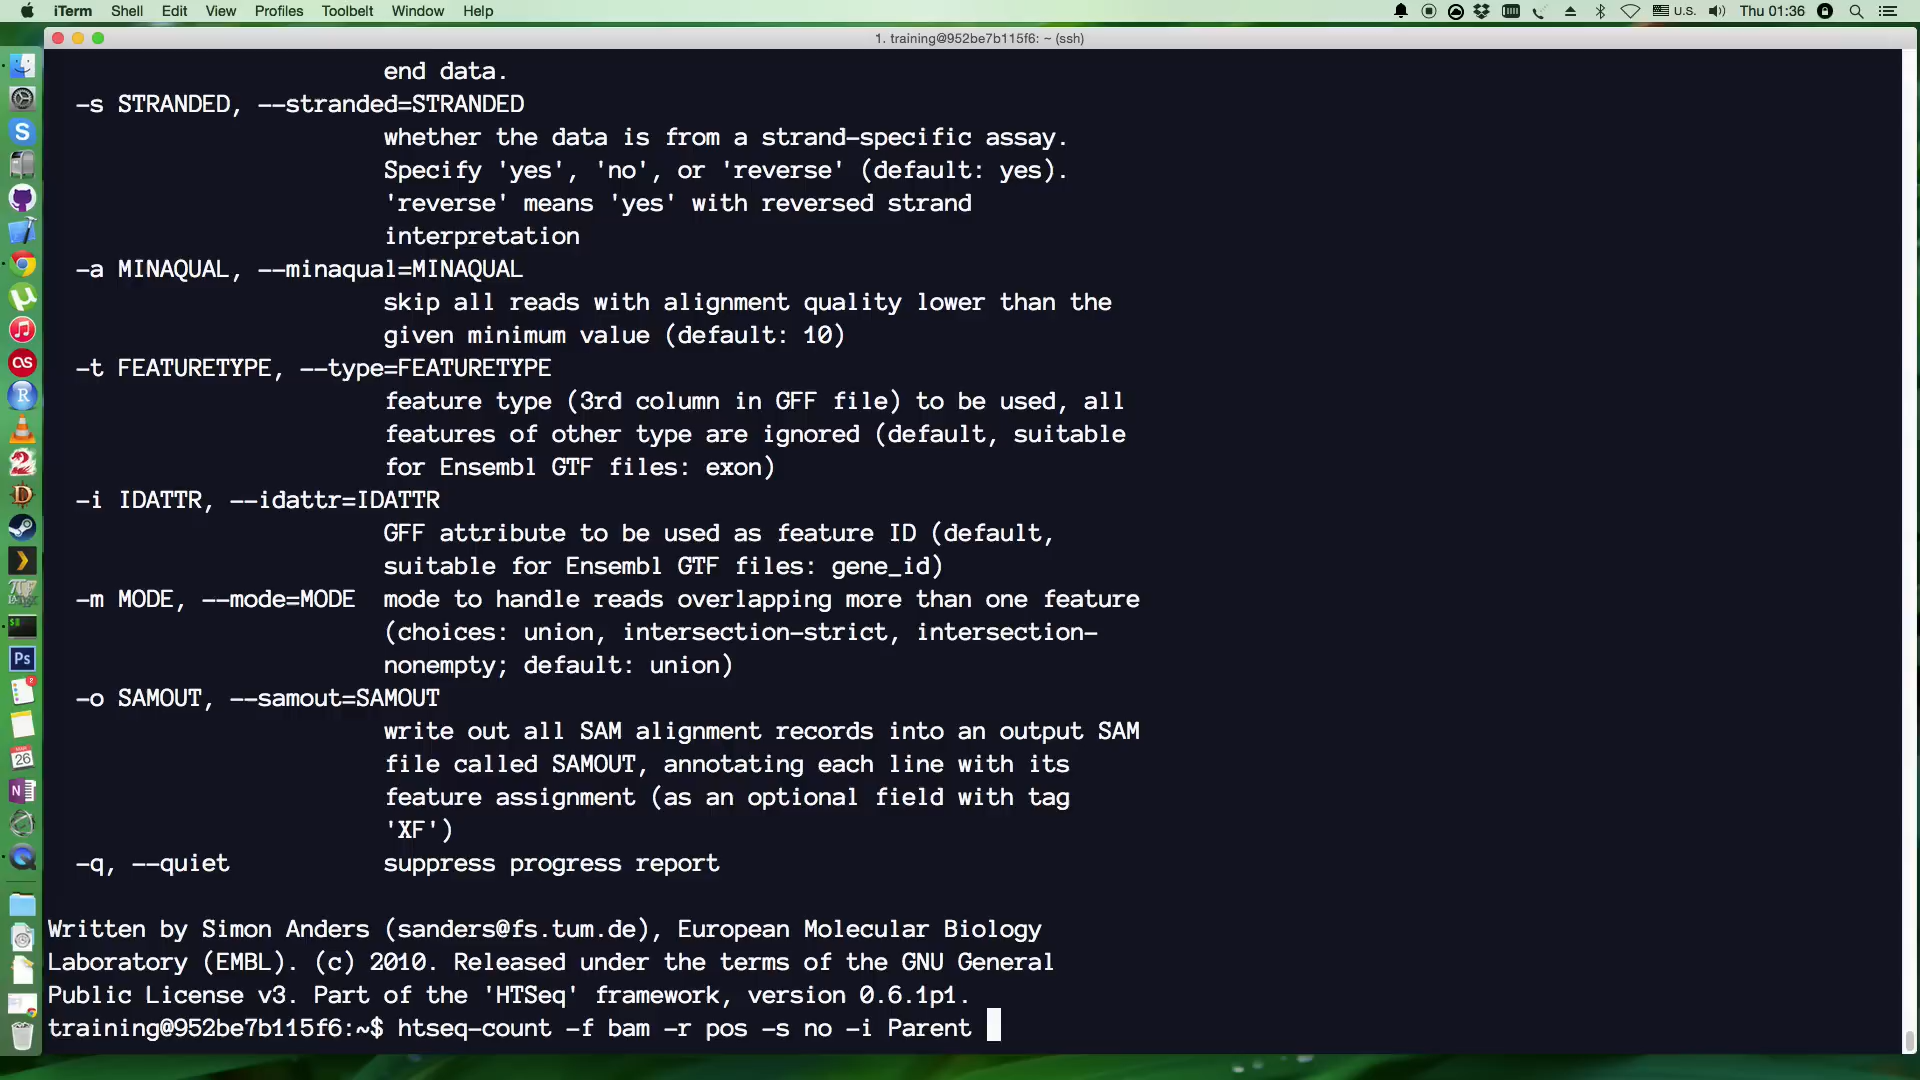 iTerm Shell Edit View Profiles Toolbelt Window Help U.S. Thu 01:36
1. training@952be7b115f6: ~ (ssh)
end data.
-s STRANDED, --stranded=STRANDED
whether the data is from a strand-specific assay.
Specify 'yes', 'no', or 'reverse' (default: yes).
'reverse' means 'yes' with reversed strand
interpretation
-a MINAQUAL, --minaqual=MINAQUAL
skip all reads with alignment quality lower than the
given minimum value (default: 10)
-t FEATURETYPE, --type=FEATURETYPE
feature type (3rd column in GFF file) to be used, all
features of other type are ignored (default, suitable
for Ensembl GTF files: exon)
-i IDATTR, --idattr=IDATTR
GFF attribute to be used as feature ID (default,
suitable for Ensembl GTF files: gene_id)
-m MODE, --mode=MODE mode to handle reads overlapping more than one feature
(choices: union, intersection-strict, intersection-
nonempty; default: union)
-o SAMOUT, --samout=SAMOUT
write out all SAM alignment records into an output SAM
file called SAMOUT, annotating each line with its
feature assignment (as an optional field with tag
'XF')
-q, --quiet suppress progress report
Written by Simon Anders (sanders@fs.tum.de), European Molecular Biology
Laboratory (EMBL). (c) 2010. Released under the terms of the GNU General
Public License v3. Part of the 'HTSeq' framework, version 0.6.1p1.
training@952be7b115f6:~$ htseq-count -f bam -r pos -s no -i Parent